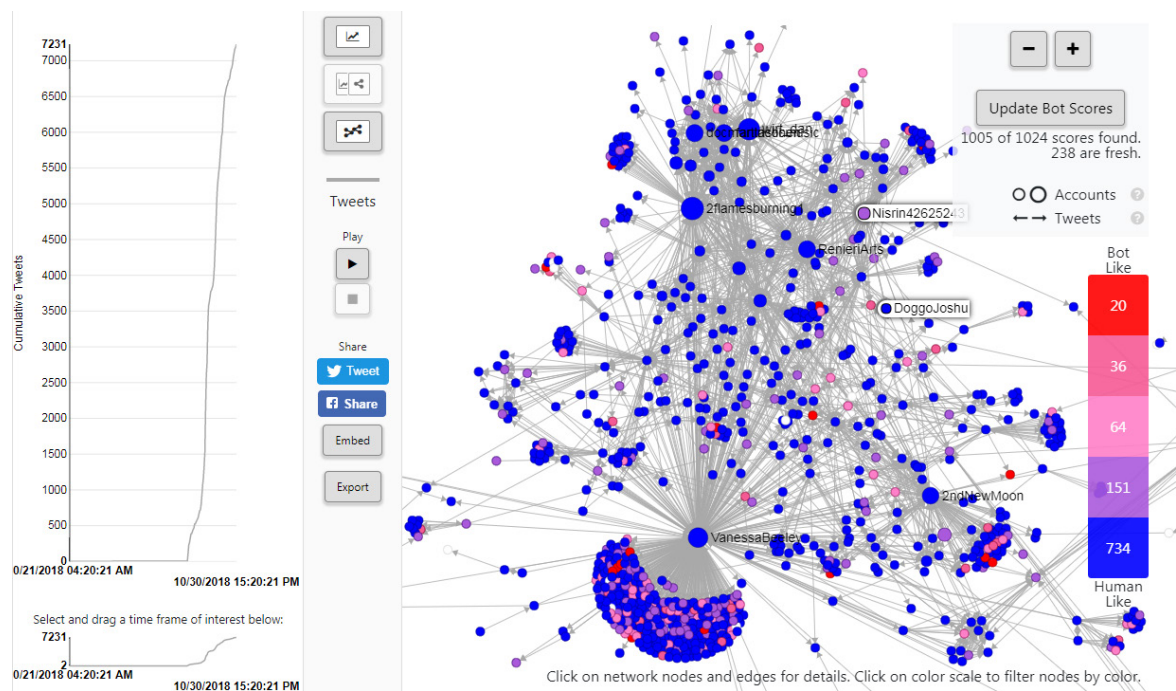 7231
7000
6500
6000
5500
5000
4500
4000
3500
3000
2500
2000
1500
1000
500
0
Cumulative Tweets
0/21/2018 04:20:21 AM
10/30/2018 15:20:21 PM
Select and drag a time frame of interest below:
7231
2
0/21/2018 04:20:21 AM
10/30/2018 15:20:21 PM
Tweets
Play
Share
Tweet
Share
Embed
Export
2flamesburning1
Nisrin42625243
RenieriArts
DoggoJoshu
2ndNewMoon
VanessaBeeley
− +
Update Bot Scores
1005 of 1024 scores found.
238 are fresh.
Accounts ?
Tweets ?
Bot
Like
20
36
64
151
734
Human
Like
Click on network nodes and edges for details. Click on color scale to filter nodes by color.